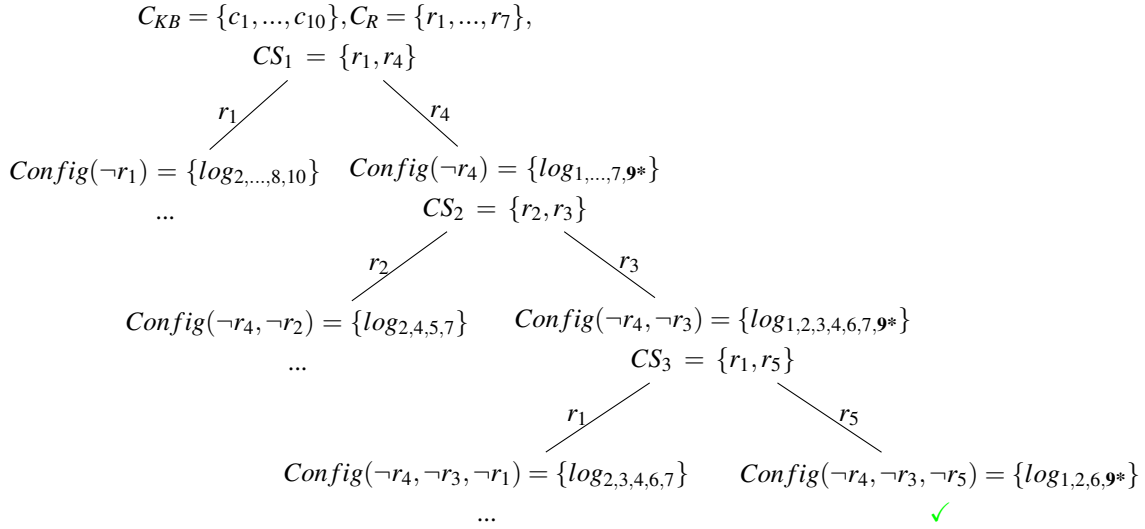 C_KB = {c_1,...,c_10}, C_R = {r_1,...,r_7},
CS_1 = {r_1,r_4}
r_1 r_4
Config(¬r_1) = {log_2,...,8,10} Config(¬r_4) = {log_1,...,7,9*}
... CS_2 = {r_2,r_3}
r_2 r_3
Config(¬r_4,¬r_2) = {log_2,4,5,7} Config(¬r_4,¬r_3) = {log_1,2,3,4,6,7,9*}
... CS_3 = {r_1,r_5}
r_1 r_5
Config(¬r_4,¬r_3,¬r_1) = {log_2,3,4,6,7} Config(¬r_4,¬r_3,¬r_5) = {log_1,2,6,9*}
... ✓